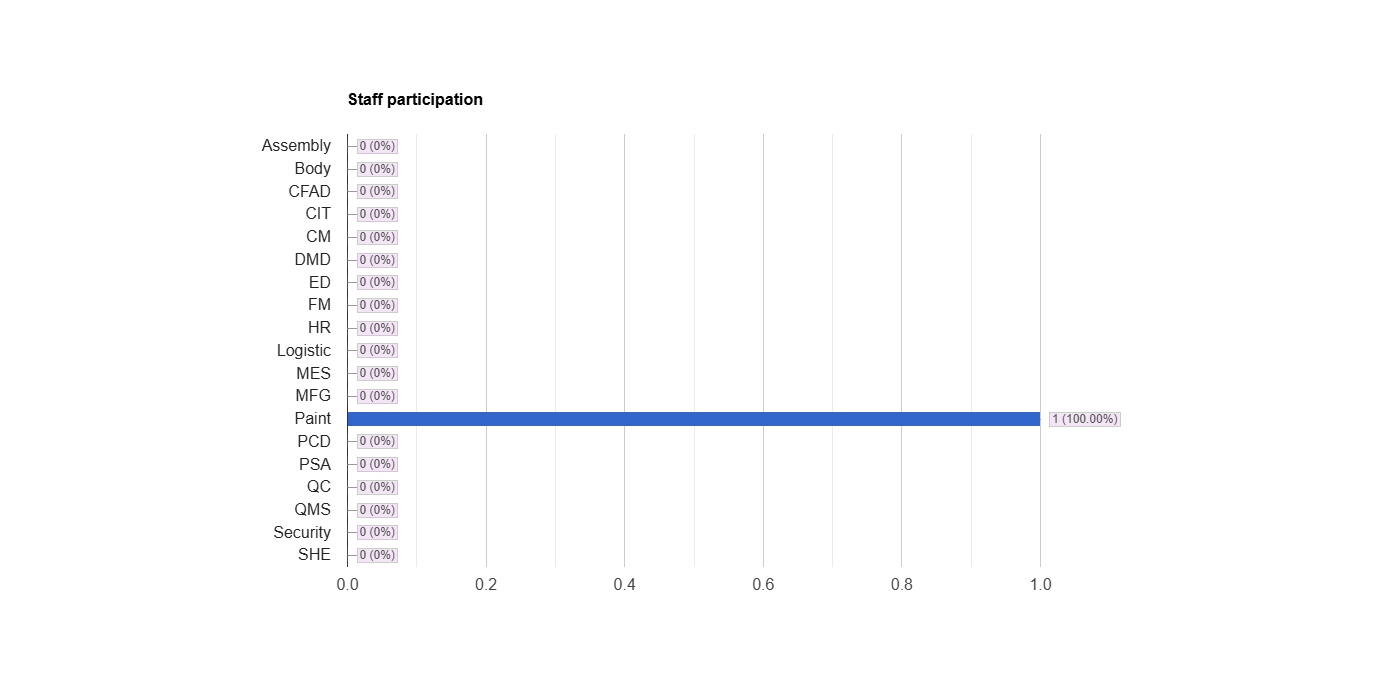 Staff participation
Assembly 0 (0%)
Body 0 (0%)
CFAD 0 (0%)
CIT 0 (0%)
CM 0 (0%)
DMD 0 (0%)
ED 0 (0%)
FM 0 (0%)
HR 0 (0%)
Logistic 0 (0%)
MES 0 (0%)
MFG 0 (0%)
Paint 1 (100.00%)
PCD 0 (0%)
PSA 0 (0%)
QC 0 (0%)
QMS 0 (0%)
Security 0 (0%)
SHE 0 (0%)
0.0 0.2 0.4 0.6 0.8 1.0